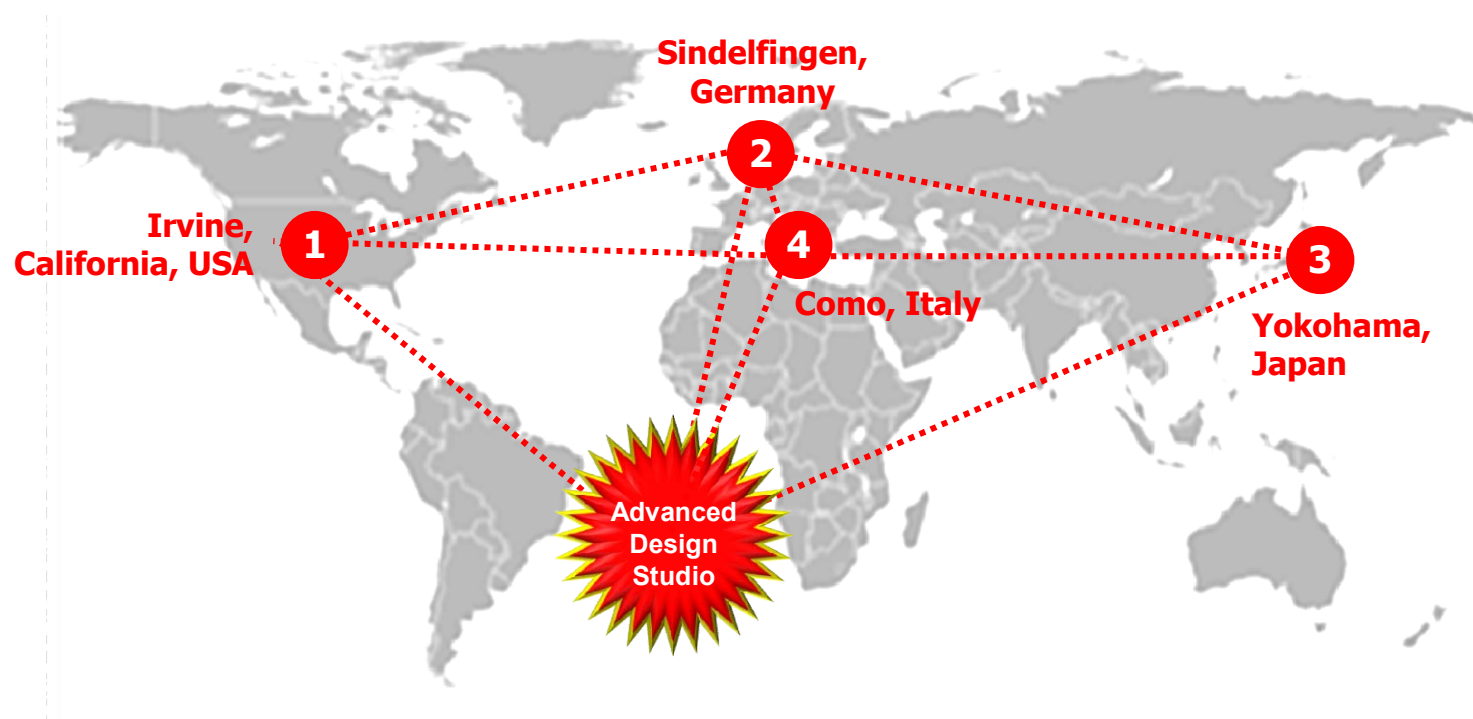 Sindelfingen,
Germany
2
Irvine,
California, USA
1
4
Como, Italy
3
Yokohama,
Japan
Advanced
Design
Studio